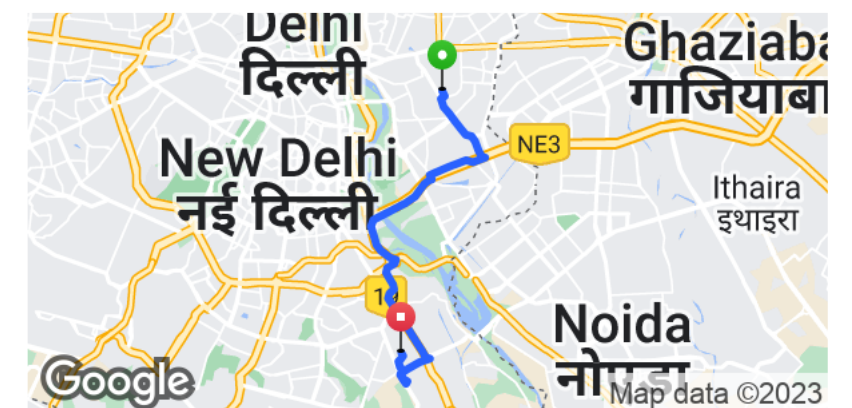 Delhi
दिल्ली
Ghaziaba
गाजियाबा
NE3
New Delhi
नई दिल्ली
Ithaira
इथाइरा
Noida
Google
Map data ©2023